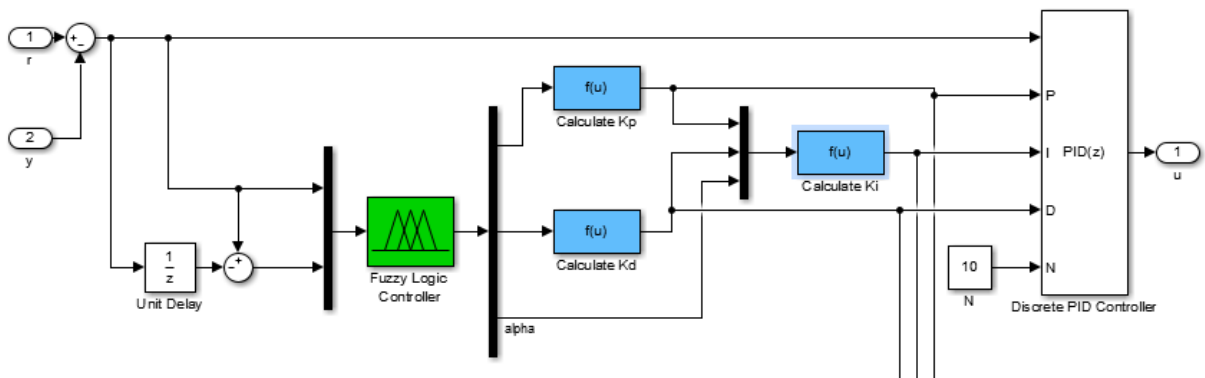 1
r
+
−
2
y
1
z
Unit Delay
−
+
Fuzzy Logic
Controller
f(u)
Calculate Kp
f(u)
Calculate Kd
alpha
f(u)
Calculate Ki
10
N
P
I
D
N
PID(z)
Discrete PID Controller
1
u